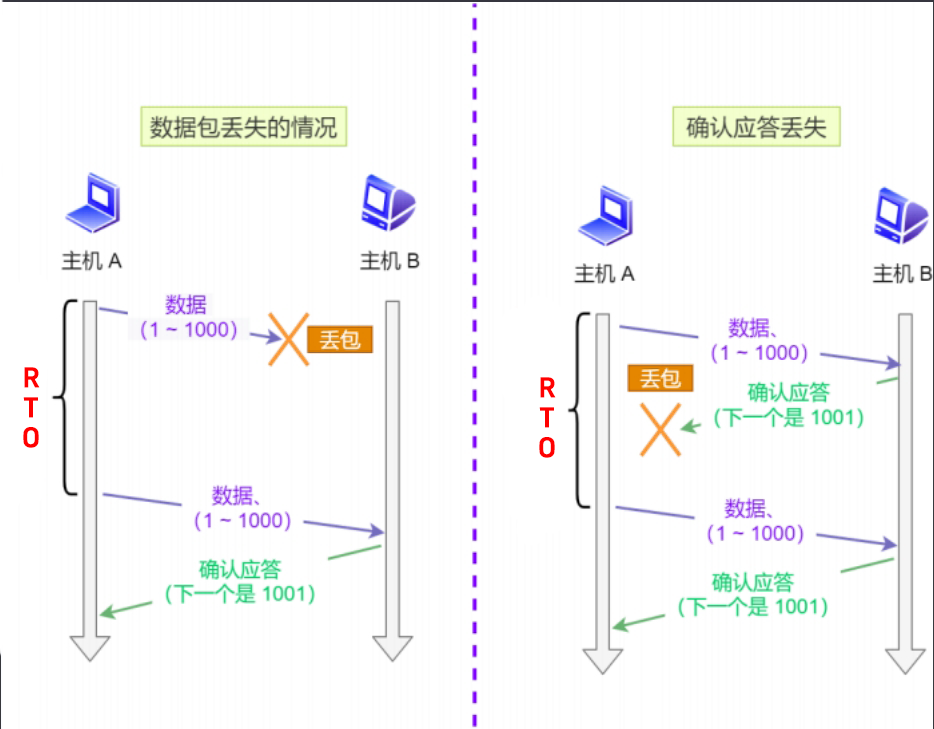 数据包丢失的情况
主机 A
主机 B
数据
(1 ~ 1000)
丢包
R
T
O
数据、
(1 ~ 1000)
确认应答
(下一个是 1001)
确认应答丢失
主机 A
主机 B
数据、
(1 ~ 1000)
丢包
确认应答
(下一个是 1001)
R
T
O
数据、
(1 ~ 1000)
确认应答
(下一个是 1001)